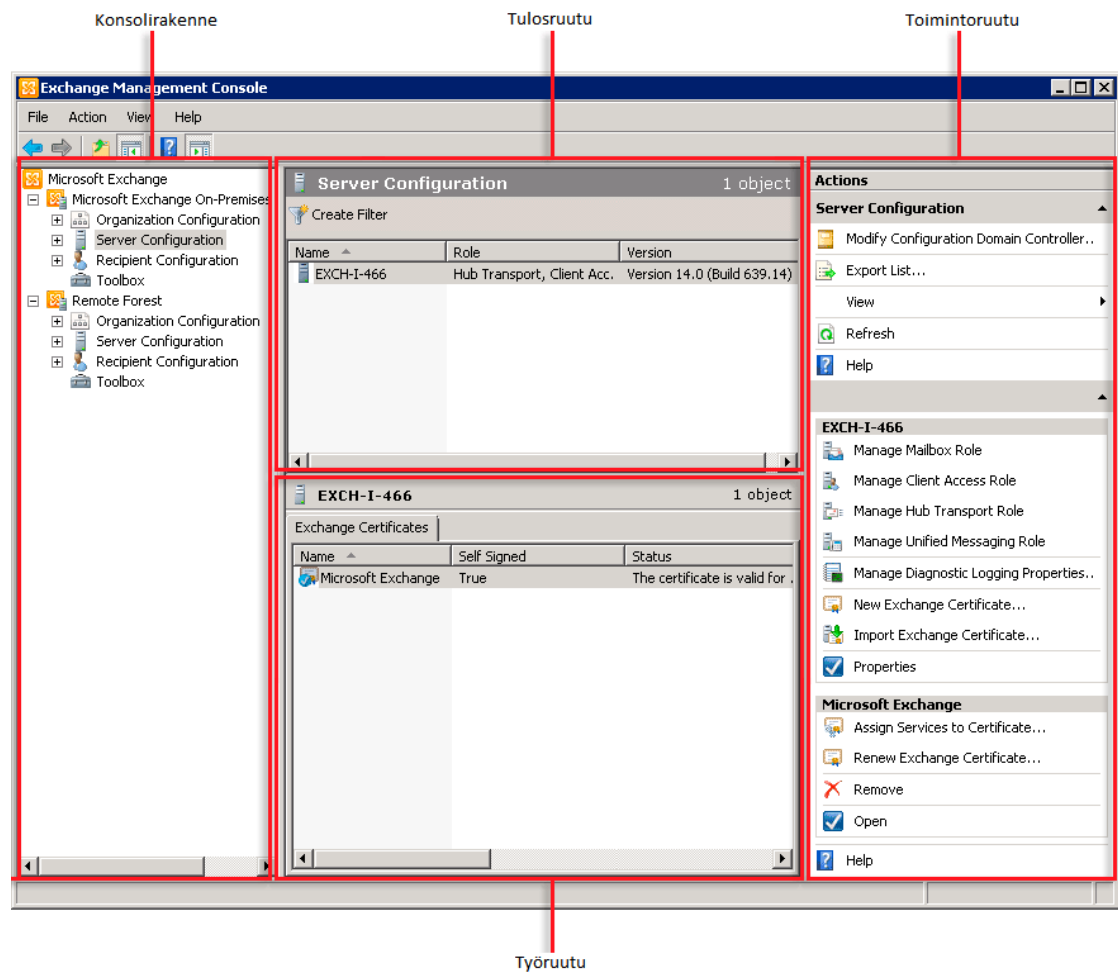 Konsolirakenne
Tulosruutu
Toimintoruutu
Exchange Management Console
File Action View Help
Microsoft Exchange
Microsoft Exchange On-Premises
Organization Configuration
Server Configuration
Recipient Configuration
Toolbox
Remote Forest
Organization Configuration
Server Configuration
Recipient Configuration
Toolbox
Server Configuration 1 object
Create Filter
Name Role Version
EXCH-I-466 Hub Transport, Client Acc. Version 14.0 (Build 639.14)
EXCH-I-466 1 object
Exchange Certificates
Name Self Signed Status
Microsoft Exchange True The certificate is valid for .
Actions
Server Configuration
Modify Configuration Domain Controller..
Export List...
View
Refresh
Help
EXCH-I-466
Manage Mailbox Role
Manage Client Access Role
Manage Hub Transport Role
Manage Unified Messaging Role
Manage Diagnostic Logging Properties..
New Exchange Certificate...
Import Exchange Certificate...
Properties
Microsoft Exchange
Assign Services to Certificate...
Renew Exchange Certificate...
Remove
Open
Help
Työruutu